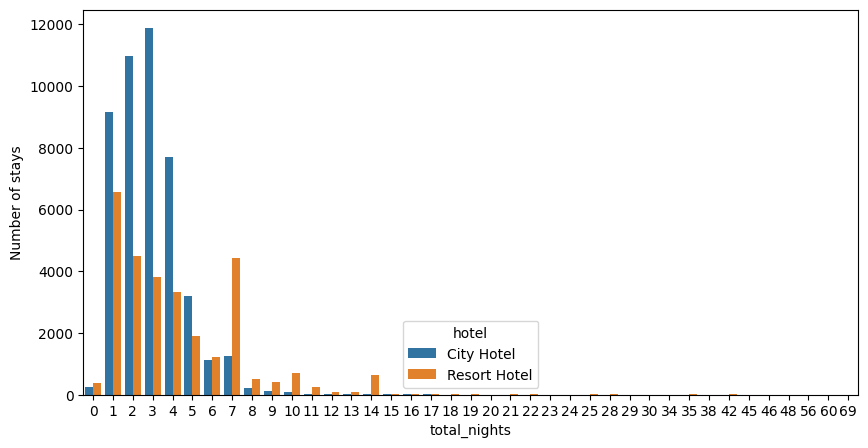 12000
10000
8000
6000
4000
2000
0
Number of stays
hotel
City Hotel
Resort Hotel
0 1 2 3 4 5 6 7 8 9 10 11 12 13 14 15 16 17 18 19 20 21 22 23 24 25 28 29 30 34 35 38 42 45 46 48 56 60 69
total_nights